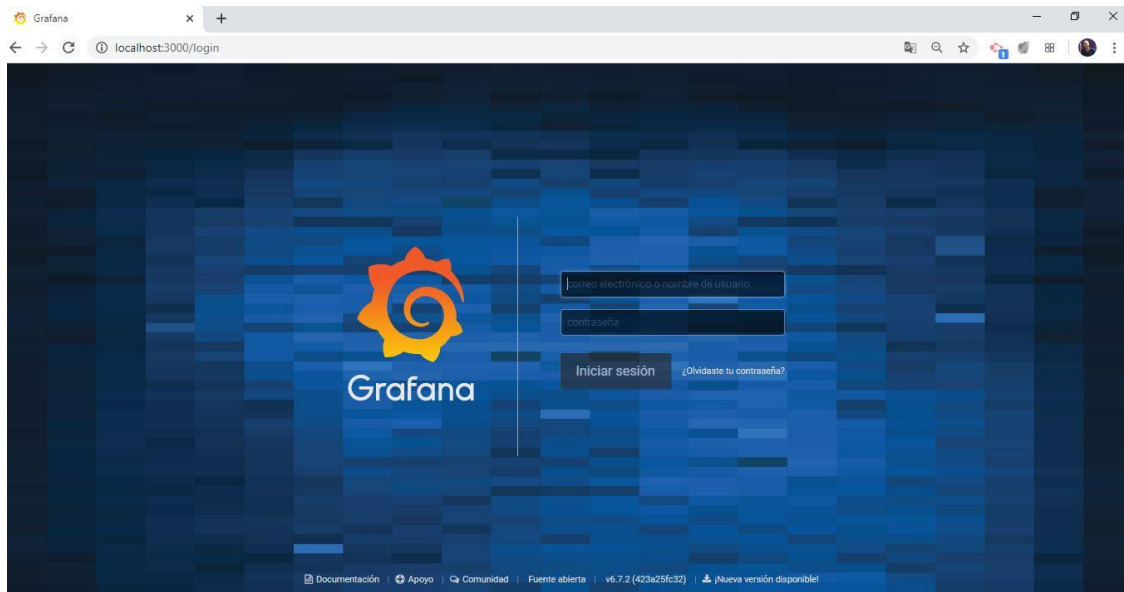 Grafana
localhost:3000/login
1
correo electrónico o nombre de usuario
contraseña
Iniciar sesión ¿Olvidaste tu contraseña?
Grafana
Documentación | Apoyo | Comunidad | Fuente abierta | v6.7.2 (423a25fc32) | ¡Nueva versión disponible!